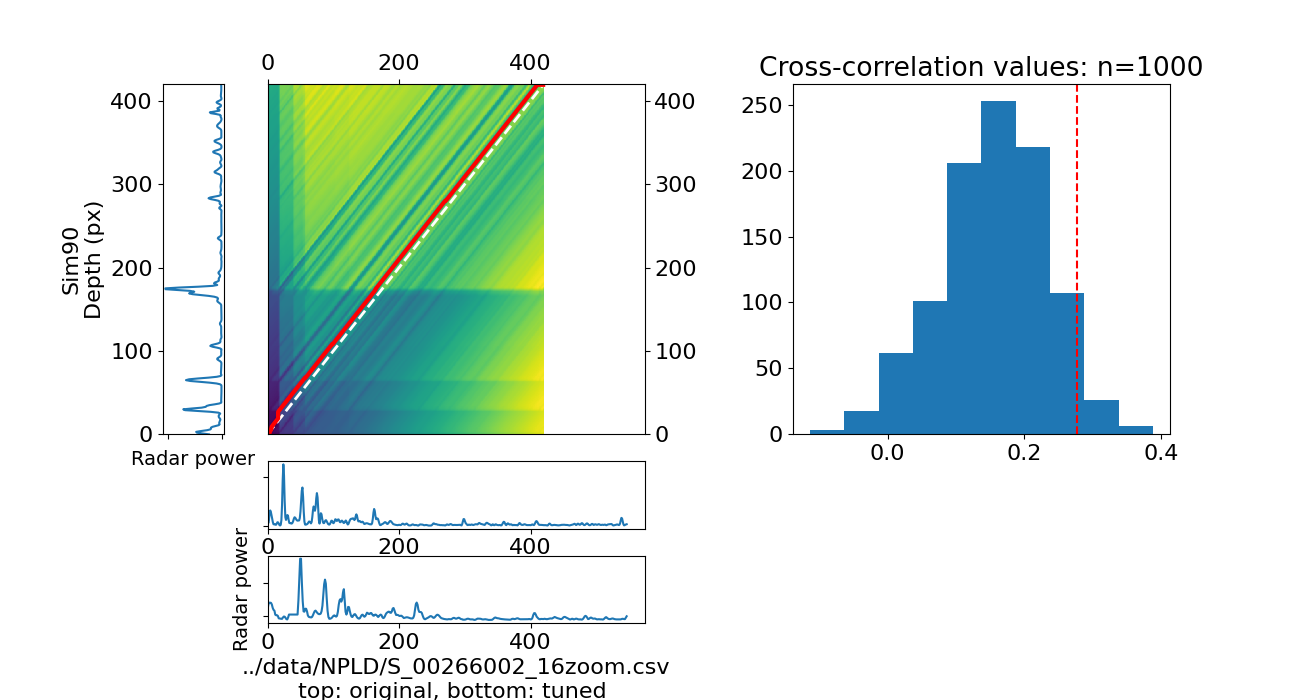 0 200 400
Cross-correlation values: n=1000
400
300
200
100
0
Sim90
Depth (px)
400
300
200
100
0
250
200
150
100
50
0
0.0 0.2 0.4
Radar power
0 200 400
Radar power
0 200 400
../data/NPLD/S_00266002_16zoom.csv
top: original, bottom: tuned